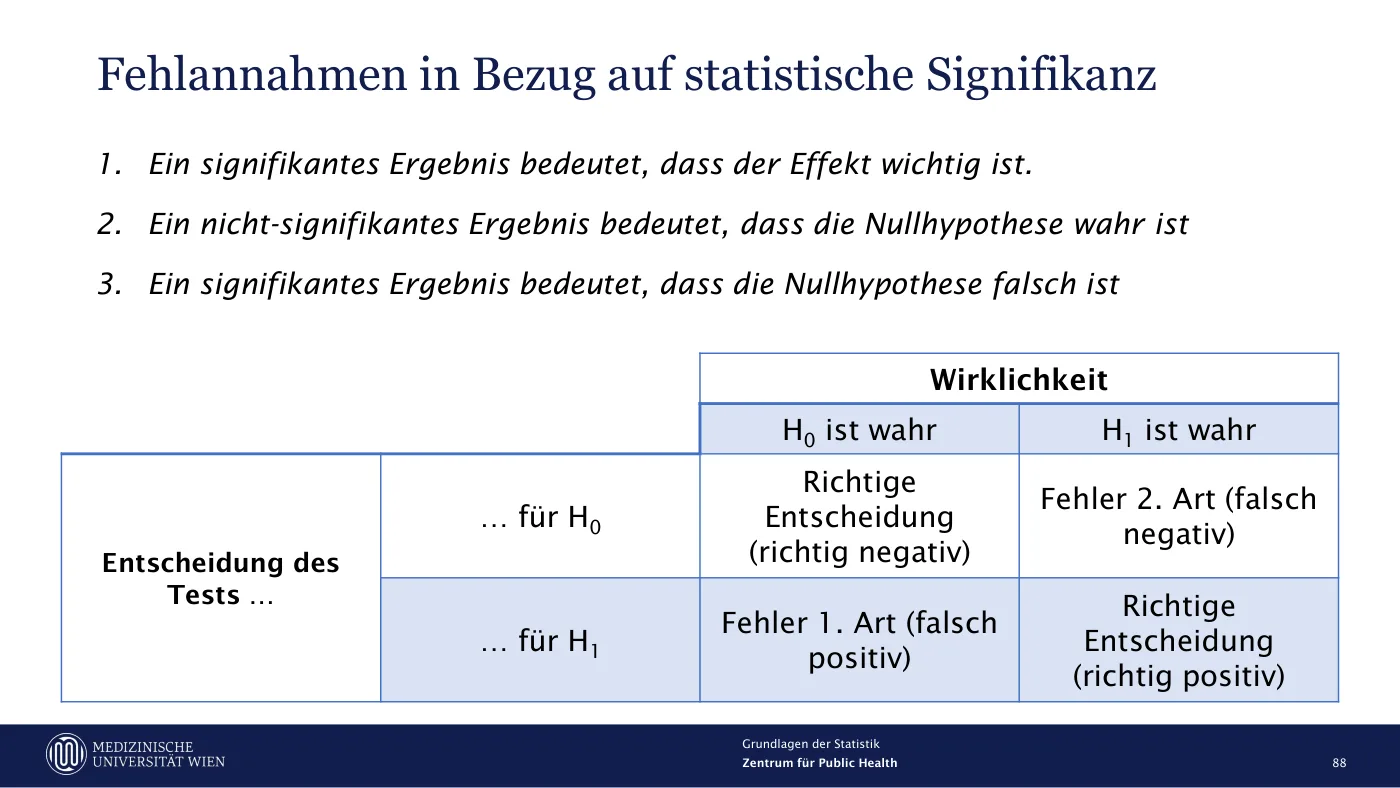 Fehlannahmen in Bezug auf statistische Signifikanz
1. Ein signifikantes Ergebnis bedeutet, dass der Effekt wichtig ist.
2. Ein nicht-signifikantes Ergebnis bedeutet, dass die Nullhypothese wahr ist
3. Ein signifikantes Ergebnis bedeutet, dass die Nullhypothese falsch ist
Wirklichkeit
H₀ ist wahr
H₁ ist wahr
Entscheidung des
Tests …
… für H₀
Richtige
Entscheidung
(richtig negativ)
Fehler 2. Art (falsch
negativ)
… für H₁
Fehler 1. Art (falsch
positiv)
Richtige
Entscheidung
(richtig positiv)
MEDIZINISCHE
UNIVERSITÄT WIEN
Grundlagen der Statistik
Zentrum für Public Health
88